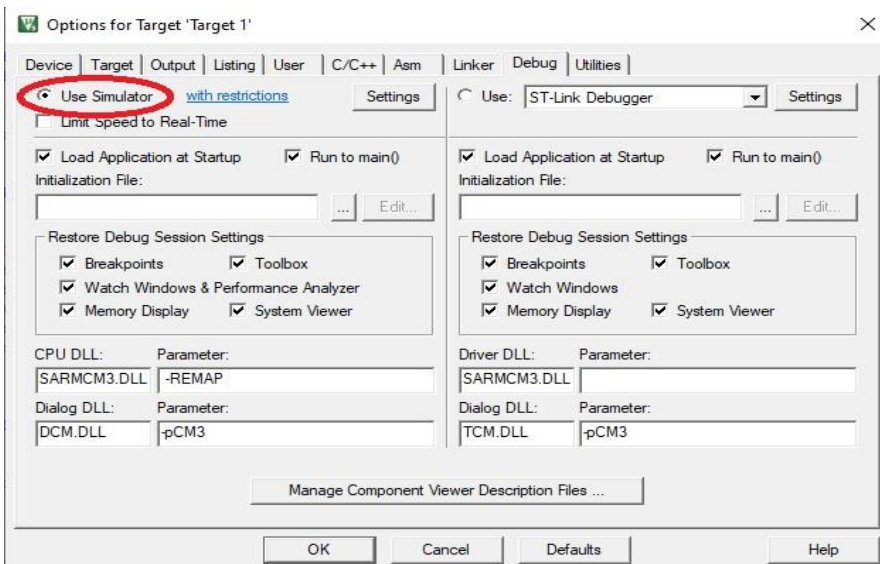 Options for Target 'Target 1'
Device Target Output Listing User C/C++ Asm Linker Debug Utilities
Use Simulator with restrictions Settings
Limit Speed to Real-Time
Use: ST-Link Debugger Settings
Load Application at Startup Run to main()
Initialization File:
... Edit...
Restore Debug Session Settings
Breakpoints Toolbox
Watch Windows & Performance Analyzer
Memory Display System Viewer
CPU DLL: Parameter:
SARMCM3.DLL -REMAP
Dialog DLL: Parameter:
DCM.DLL -pCM3
Load Application at Startup Run to main()
Initialization File:
... Edit...
Restore Debug Session Settings
Breakpoints Toolbox
Watch Windows
Memory Display System Viewer
Driver DLL: Parameter:
SARMCM3.DLL
Dialog DLL: Parameter:
TCM.DLL -pCM3
Manage Component Viewer Description Files ...
OK Cancel Defaults Help